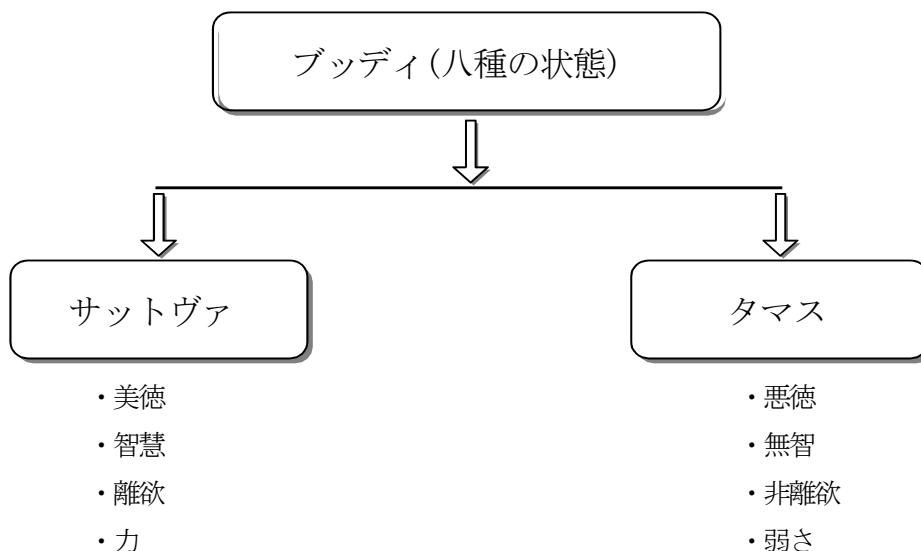 ブッディ(八種の状態)
サットヴァ
・美徳
・智慧
・離欲
・力
タマス
・悪徳
・無智
・非離欲
・弱さ